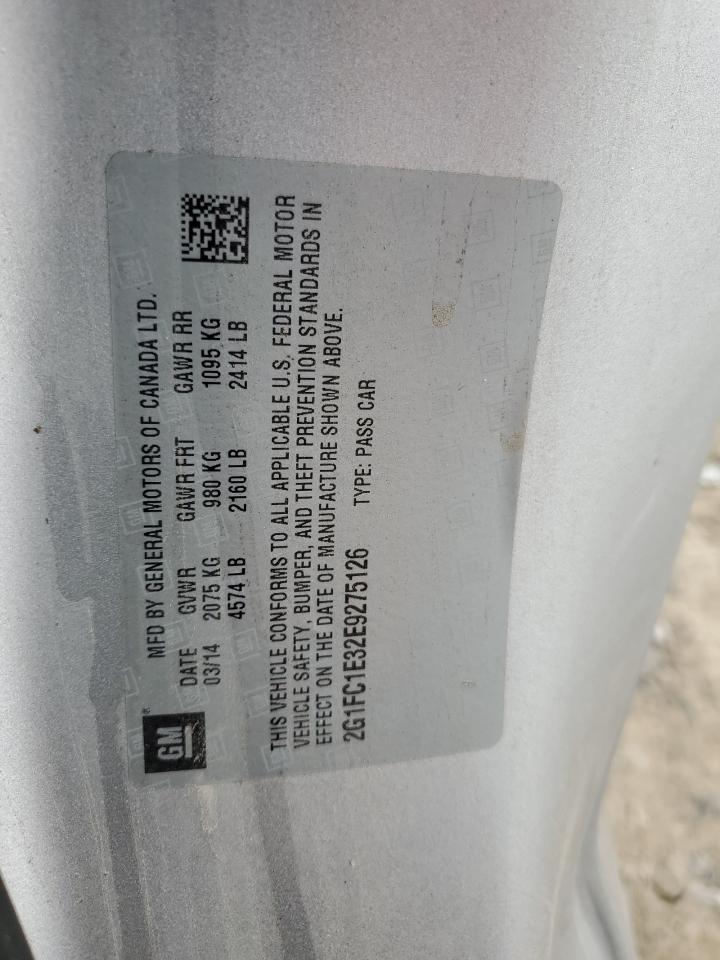 GM®
MFD BY GENERAL MOTORS OF CANADA LTD.
DATE GVWR GAWR FRT GAWR RR
03/14 2075 KG 980 KG 1095 KG
4574 LB 2160 LB 2414 LB
THIS VEHICLE CONFORMS TO ALL APPLICABLE U.S. FEDERAL MOTOR
VEHICLE SAFETY, BUMPER, AND THEFT PREVENTION STANDARDS IN
EFFECT ON THE DATE OF MANUFACTURE SHOWN ABOVE.
2G1FC1E32E9275126 TYPE: PASS CAR